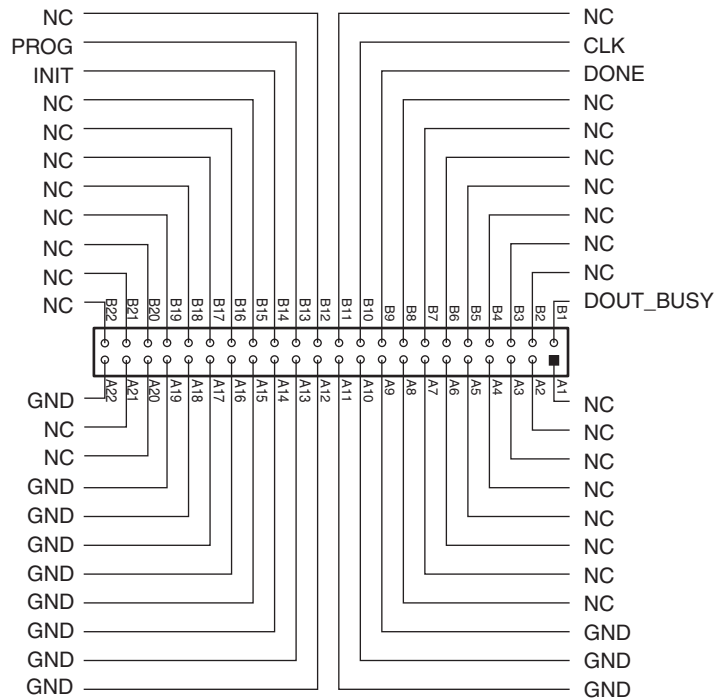 NC NC
PROG CLK
INIT DONE
NC NC
NC NC
NC NC
NC NC
NC NC
NC NC
NC NC
NC DOUT_BUSY
B22 B21 B20 B19 B18 B17 B16 B15 B14 B13 B12 B11 B10 B9 B8 B7 B6 B5 B4 B3 B2 B1
A22 A21 A20 A19 A18 A17 A16 A15 A14 A13 A12 A11 A10 A9 A8 A7 A6 A5 A4 A3 A2 A1
GND NC
NC NC
NC NC
GND NC
GND NC
GND NC
GND NC
GND NC
GND GND
GND GND
GND GND